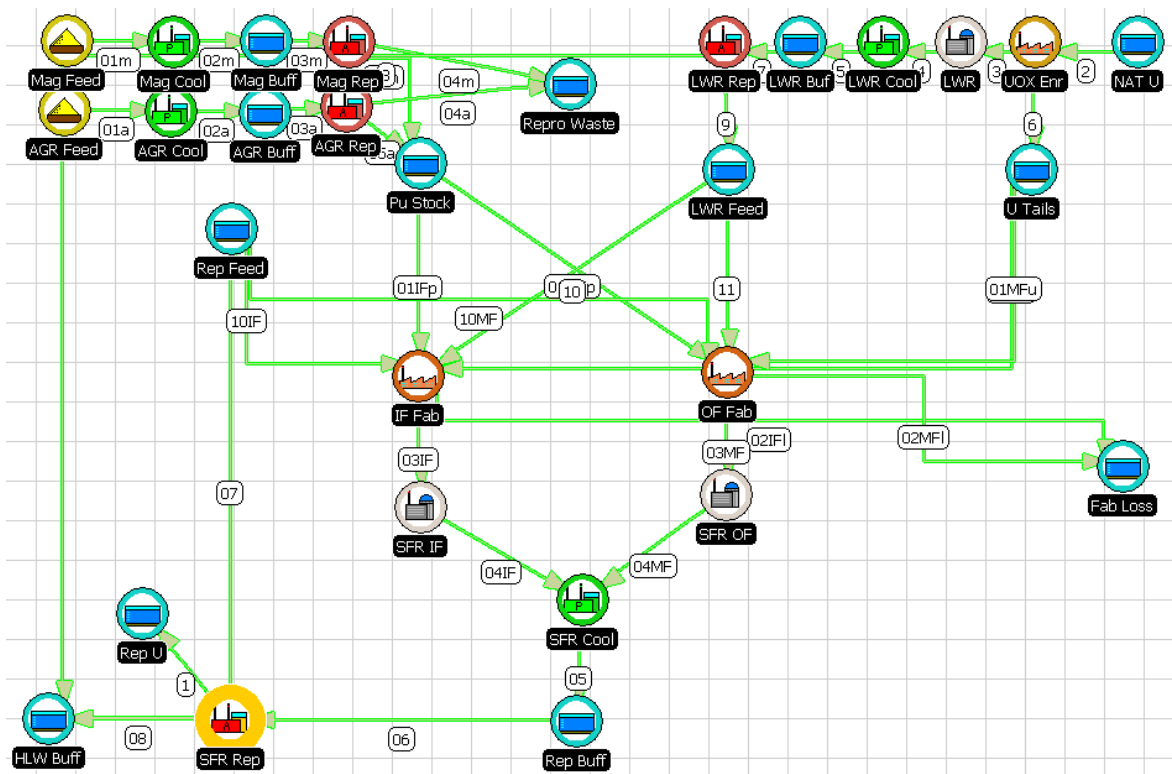 01m
02m
03m
04m
Mag Feed
Mag Cool
Mag Buff
Mag Rep
7
5
4
3
2
LWR Rep
LWR Buf
LWR Cool
LWR
UOX Enr
NAT U
01a
02a
03a
04a
AGR Feed
AGR Cool
AGR Buff
AGR Rep
Repro Waste
9
6
Pu Stock
LWR Feed
U Tails
Rep Feed
01IFp
10
11
01MFu
10IF
10MF
IF Fab
OF Fab
03IF
03MF
02IFl
02MFl
07
SFR IF
SFR OF
Fab Loss
04IF
04MF
SFR Cool
Rep U
1
05
08
06
HLW Buff
SFR Rep
Rep Buff